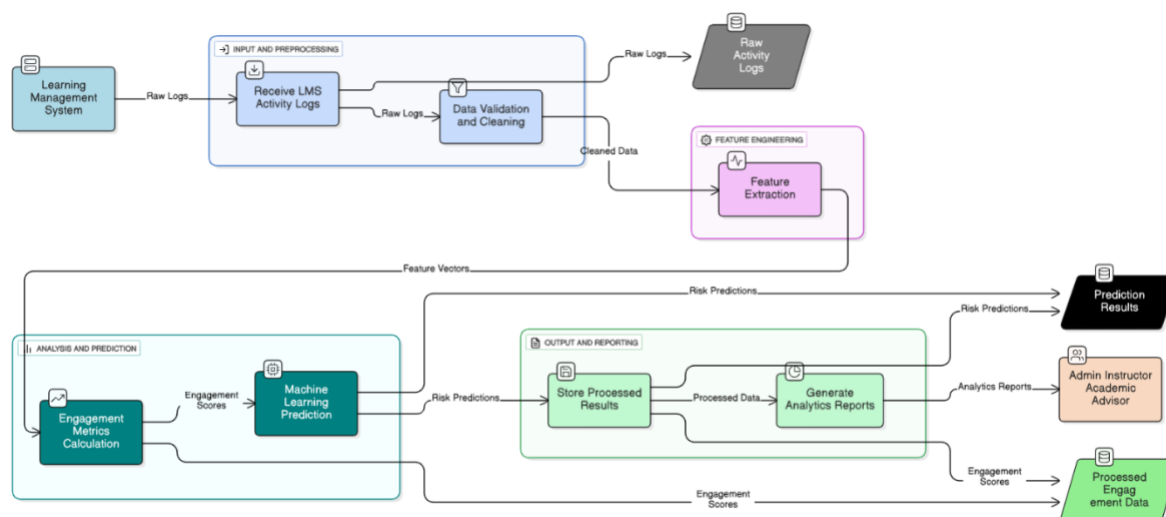 INPUT AND PREPROCESSING
Raw Logs
Raw
Activity
Logs
Learning
Management
System
Raw Logs
Receive LMS
Activity Logs
Raw Logs
Data Validation
and Cleaning
Cleaned Data
FEATURE ENGINEERING
Feature
Extraction
Feature Vectors
Risk Predictions
Prediction
Results
Risk Predictions
ANALYSIS AND PREDICTION
OUTPUT AND REPORTING
Engagement
Metrics
Calculation
Engagement
Scores
Machine
Learning
Prediction
Risk Predictions
Store Processed
Results
Processed Data
Generate
Analytics Reports
Analytics Reports
Admin Instructor
Academic
Advisor
Engagement
Scores
Engagement
Scores
Processed
Engag
ement Data